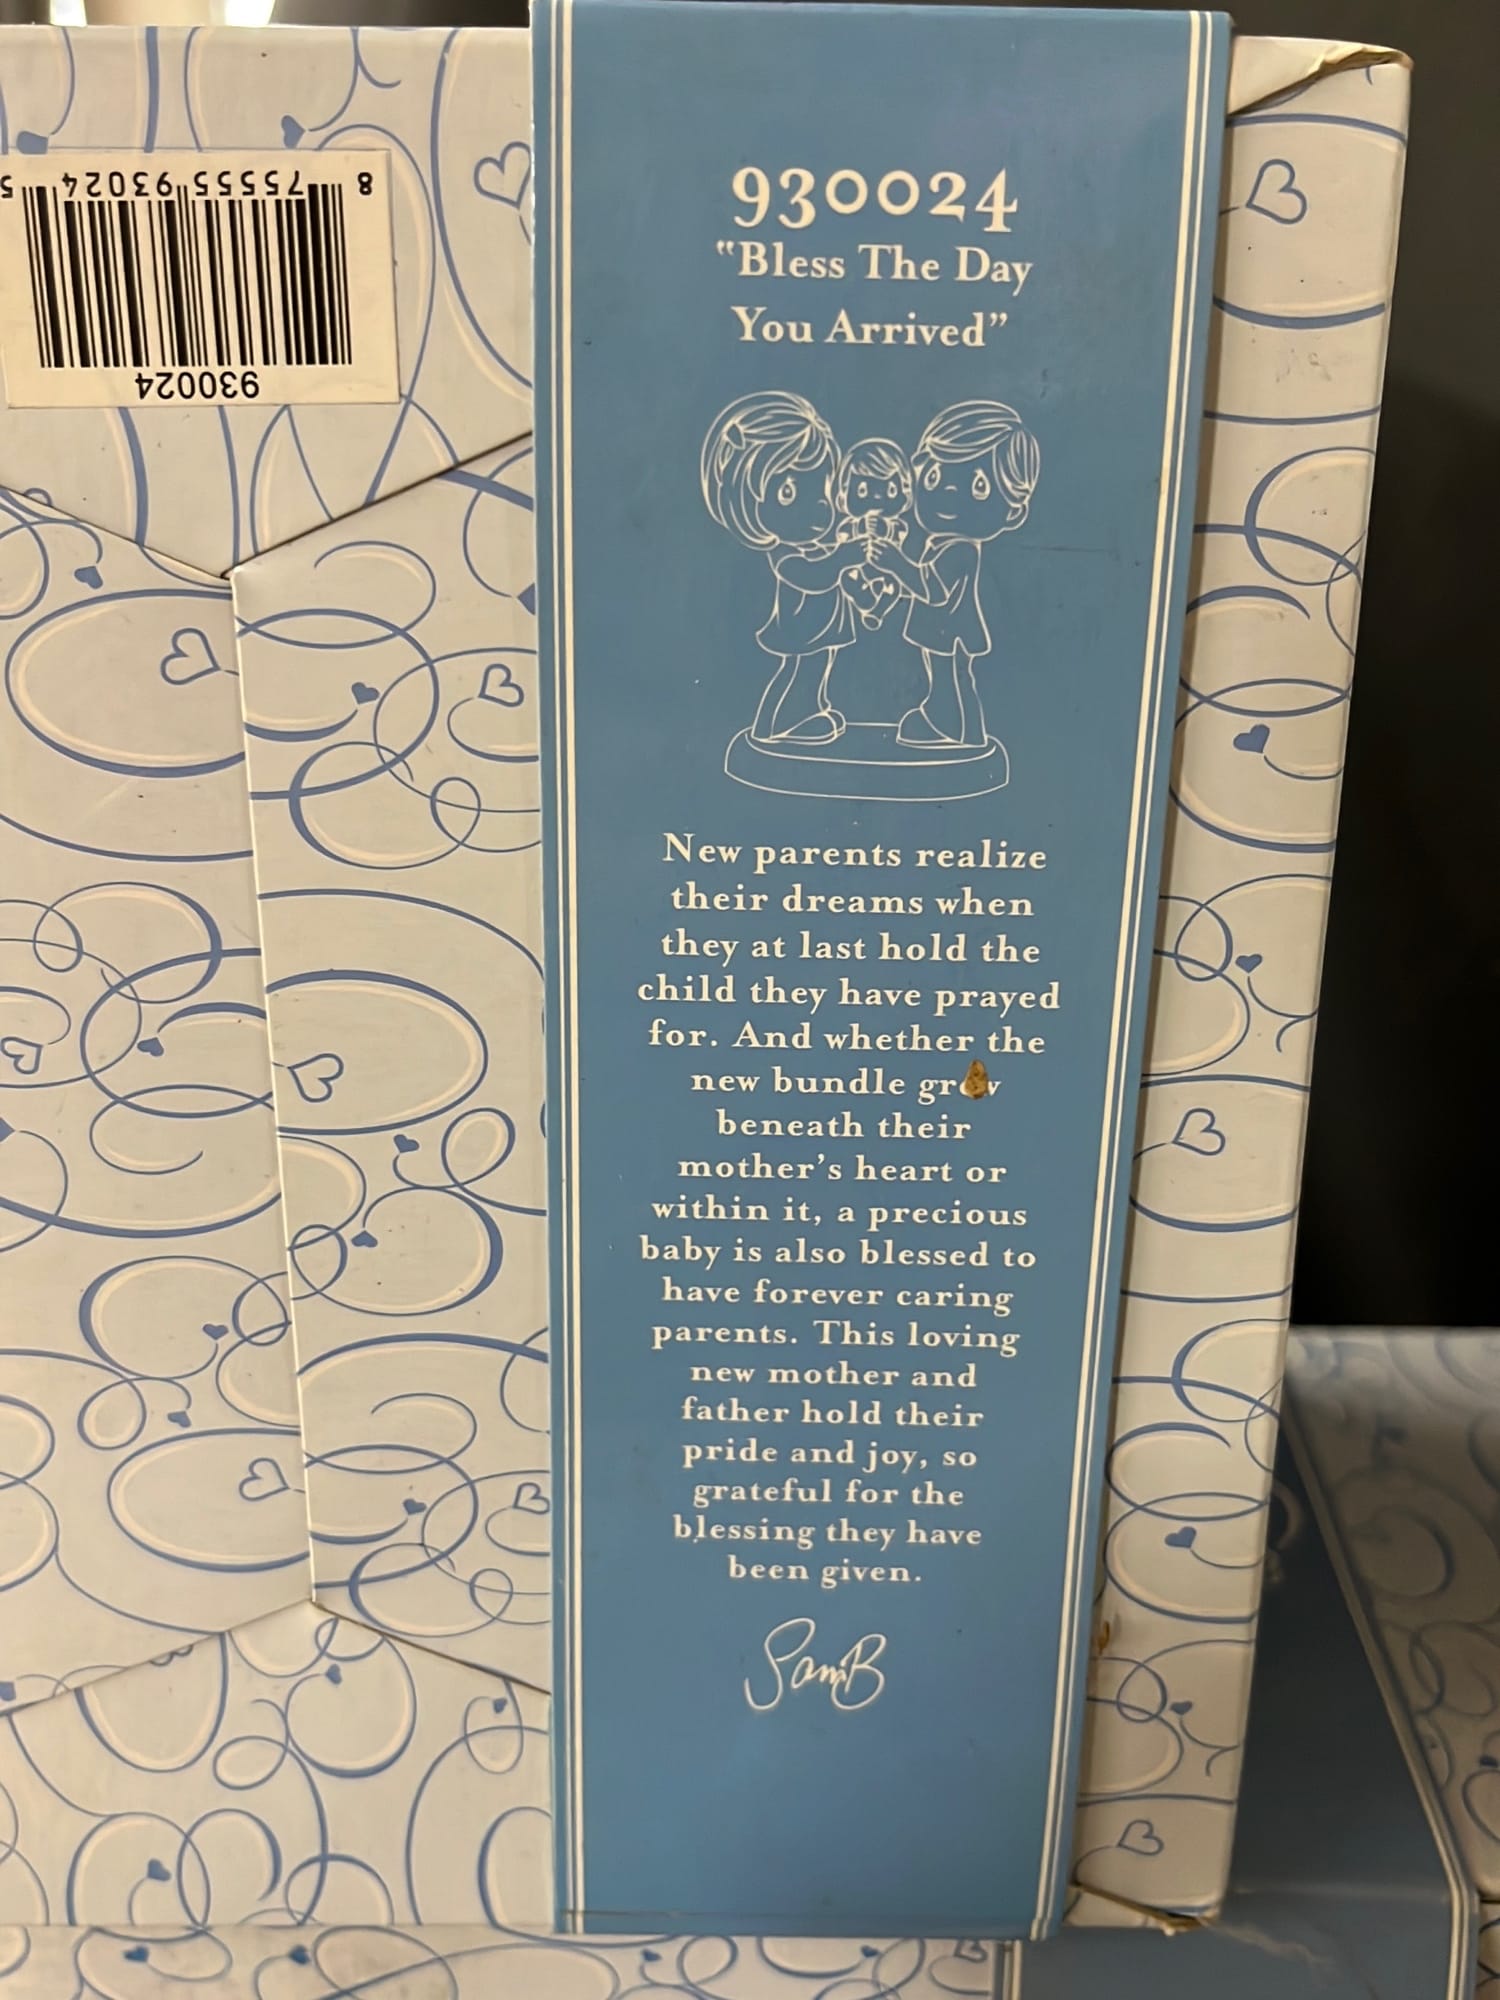 8 75555 93024 5
930024
930024
"Bless The Day
You Arrived"
New parents realize
their dreams when
they at last hold the
child they have prayed
for. And whether the
new bundle grow
beneath their
mother's heart or
within it, a precious
baby is also blessed to
have forever caring
parents. This loving
new mother and
father hold their
pride and joy, so
grateful for the
blessing they have
been given.
SamB